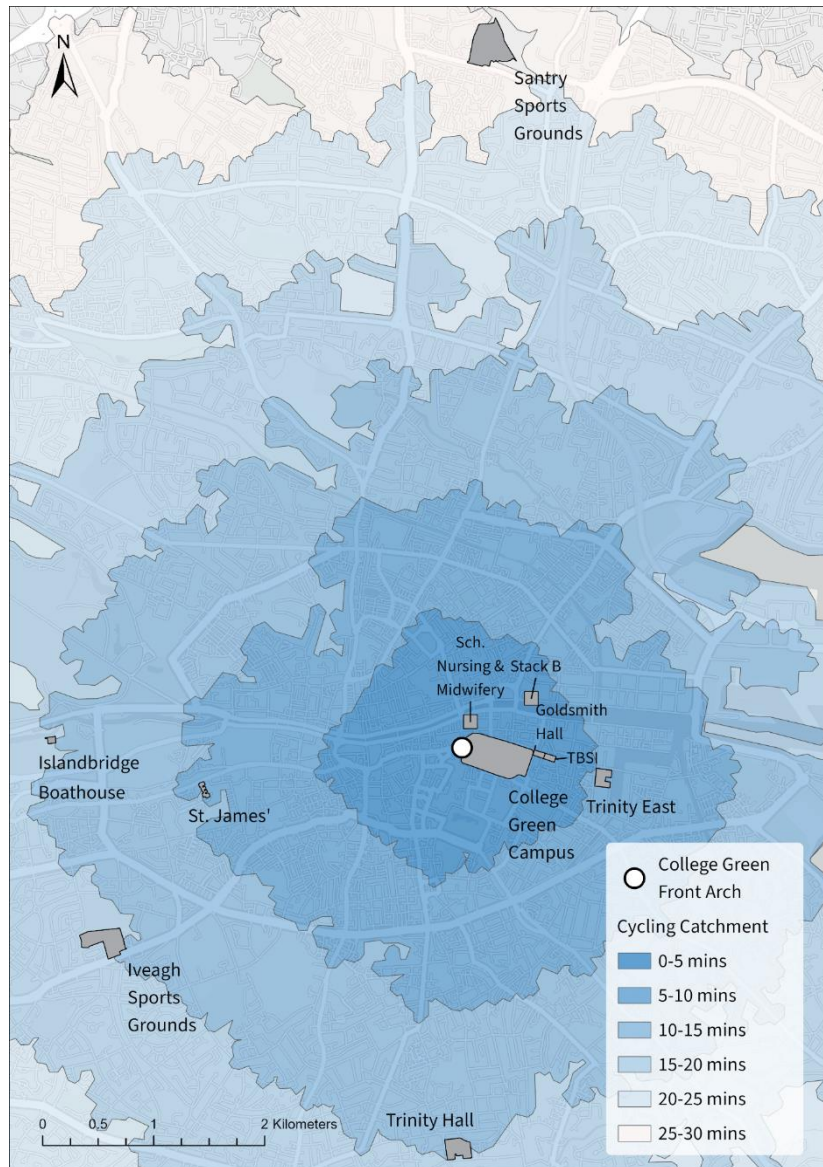 N
Santry
Sports
Grounds
Sch.
Nursing &
Midwifery
Stack B
Goldsmith
Hall
TBSI
Islandbridge
Boathouse
St. James'
College
Green
Campus
Trinity East
Iveagh
Sports
Grounds
Trinity Hall
0 0.5 1 2 Kilometers
College Green
Front Arch
Cycling Catchment
0-5 mins
5-10 mins
10-15 mins
15-20 mins
20-25 mins
25-30 mins